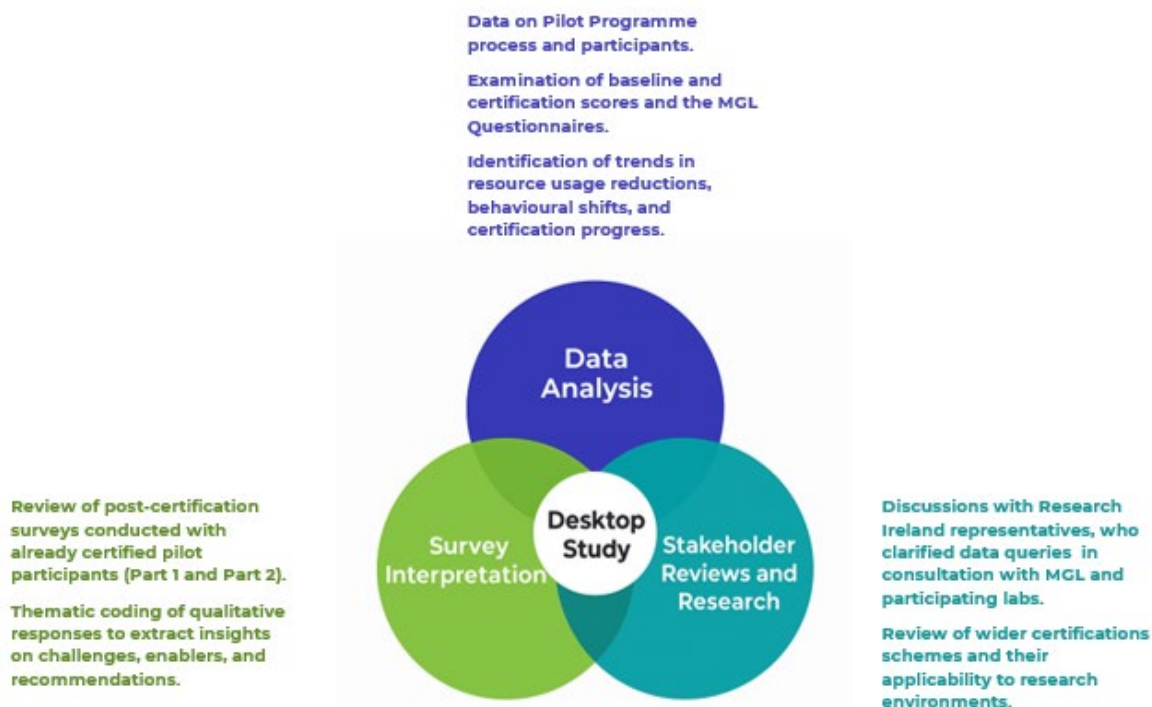 Data on Pilot Programme
process and participants.
Examination of baseline and
certification scores and the MGL
Questionnaires.
Identification of trends in
resource usage reductions,
behavioural shifts, and
certification progress.
Data
Analysis
Desktop
Study
Survey
Interpretation
Stakeholder
Reviews and
Research
Review of post-certification
surveys conducted with
already certified pilot
participants (Part 1 and Part 2).
Thematic coding of qualitative
responses to extract insights
on challenges, enablers, and
recommendations.
Discussions with Research
Ireland representatives, who
clarified data queries in
consultation with MGL and
participating labs.
Review of wider certifications
schemes and their
applicability to research
environments.